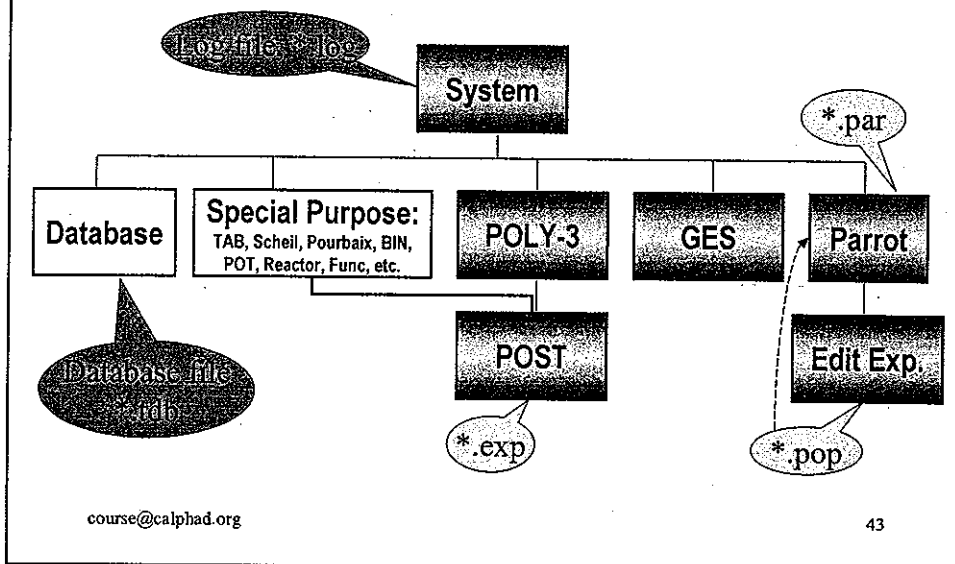 Log file, *.log
System
*.par
Database
Special Purpose:
TAB, Scheil, Pourbaix, BIN,
POT, Reactor, Func, etc.
POLY-3
GES
Parrot
POST
Edit Exp.
Database file
*.tdb
*.exp
*.pop
course@calphad.org
43